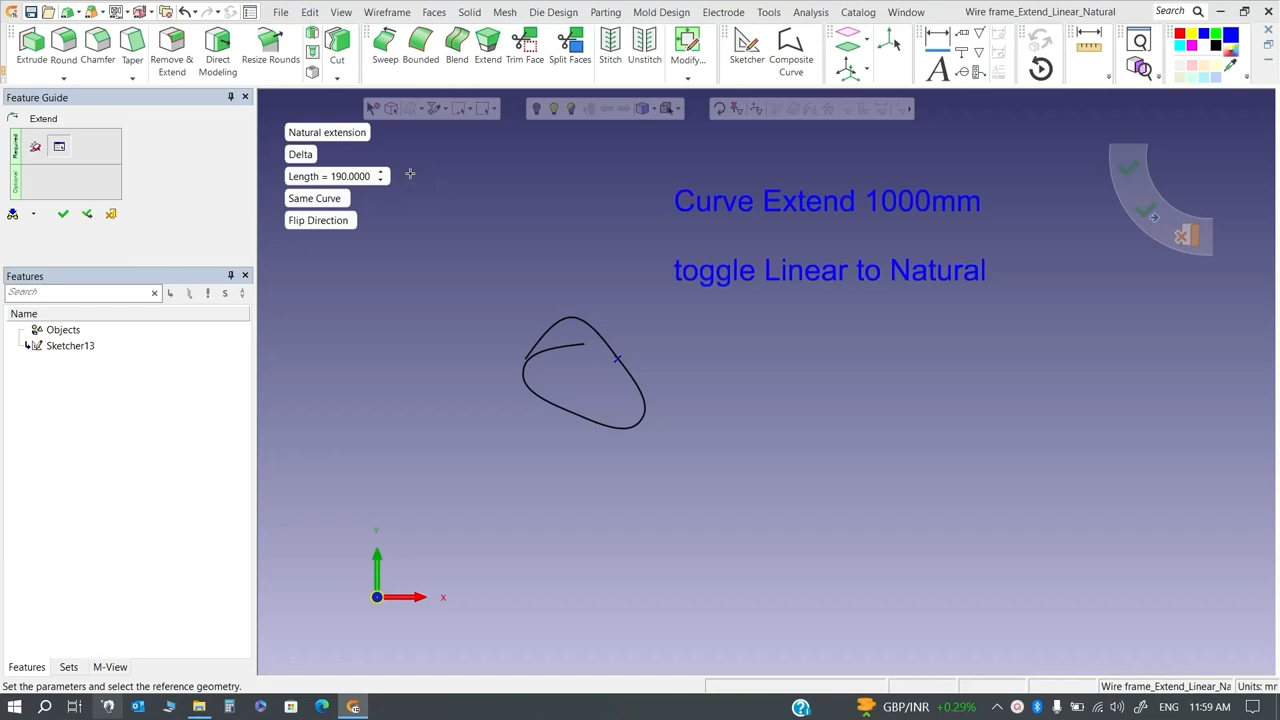 File Edit View Wireframe Faces Solid Mesh Die Design Parting Mold Design Electrode Tools Analysis Catalog Window Wire frame_Extend_Linear_Natural Search
Extrude Round Chamfer Taper Remove & Extend Direct Modeling Resize Rounds Cut Sweep Bounded Blend Extend Trim Face Split Faces Stitch Unstitch Modify... Sketcher Composite Curve
Feature Guide
Extend
Required
Optional
Features
Search
Name
Objects
Sketcher13
Natural extension
Delta
Length = 190.0000
Same Curve
Flip Direction
Curve Extend 1000mm
toggle Linear to Natural
Y
X
Features Sets M-View
Set the parameters and select the reference geometry.
Wire frame_Extend_Linear_Na Units: mr
GBP/INR +0.29% ENG 11:59 AM